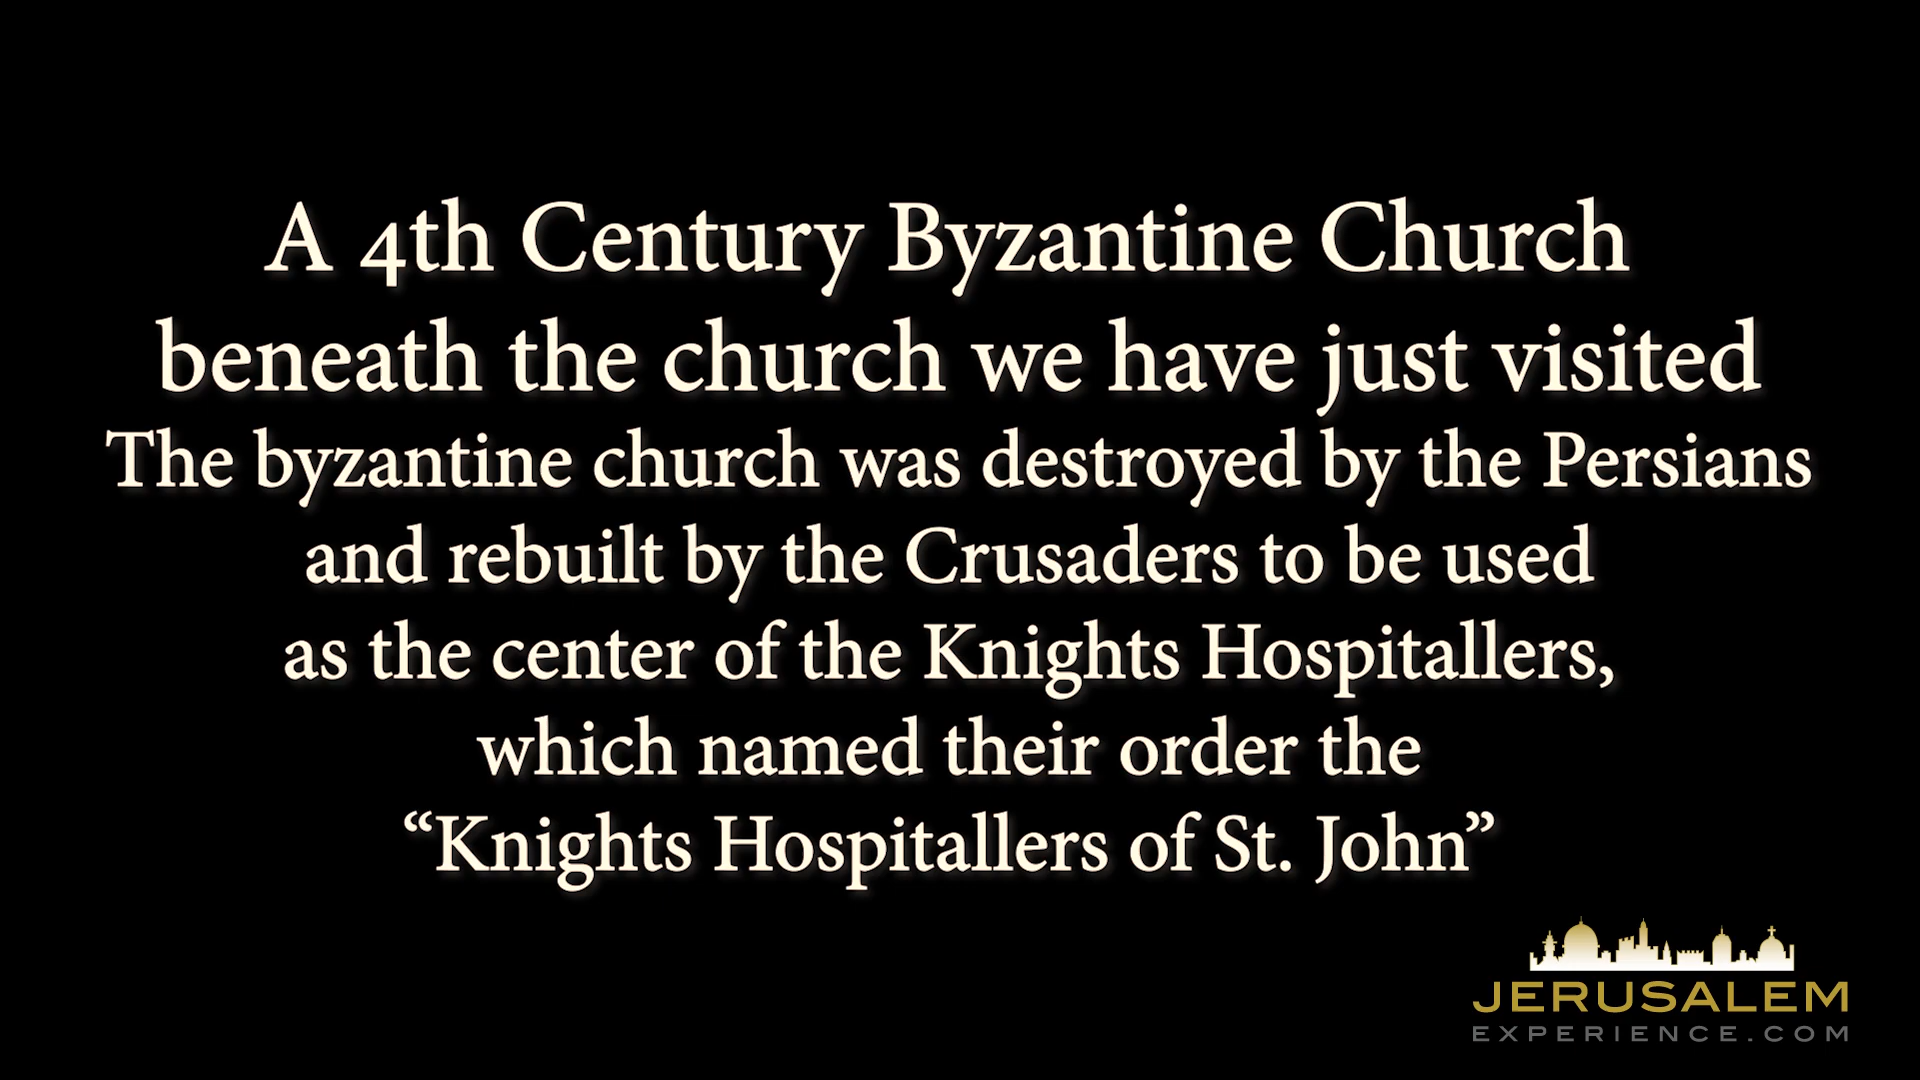 A 4th Century Byzantine Church
beneath the church we have just visited
The byzantine church was destroyed by the Persians
and rebuilt by the Crusaders to be used
as the center of the Knights Hospitallers,
which named their order the
“Knights Hospitallers of St. John”
JERUSALEM
EXPERIENCE.COM